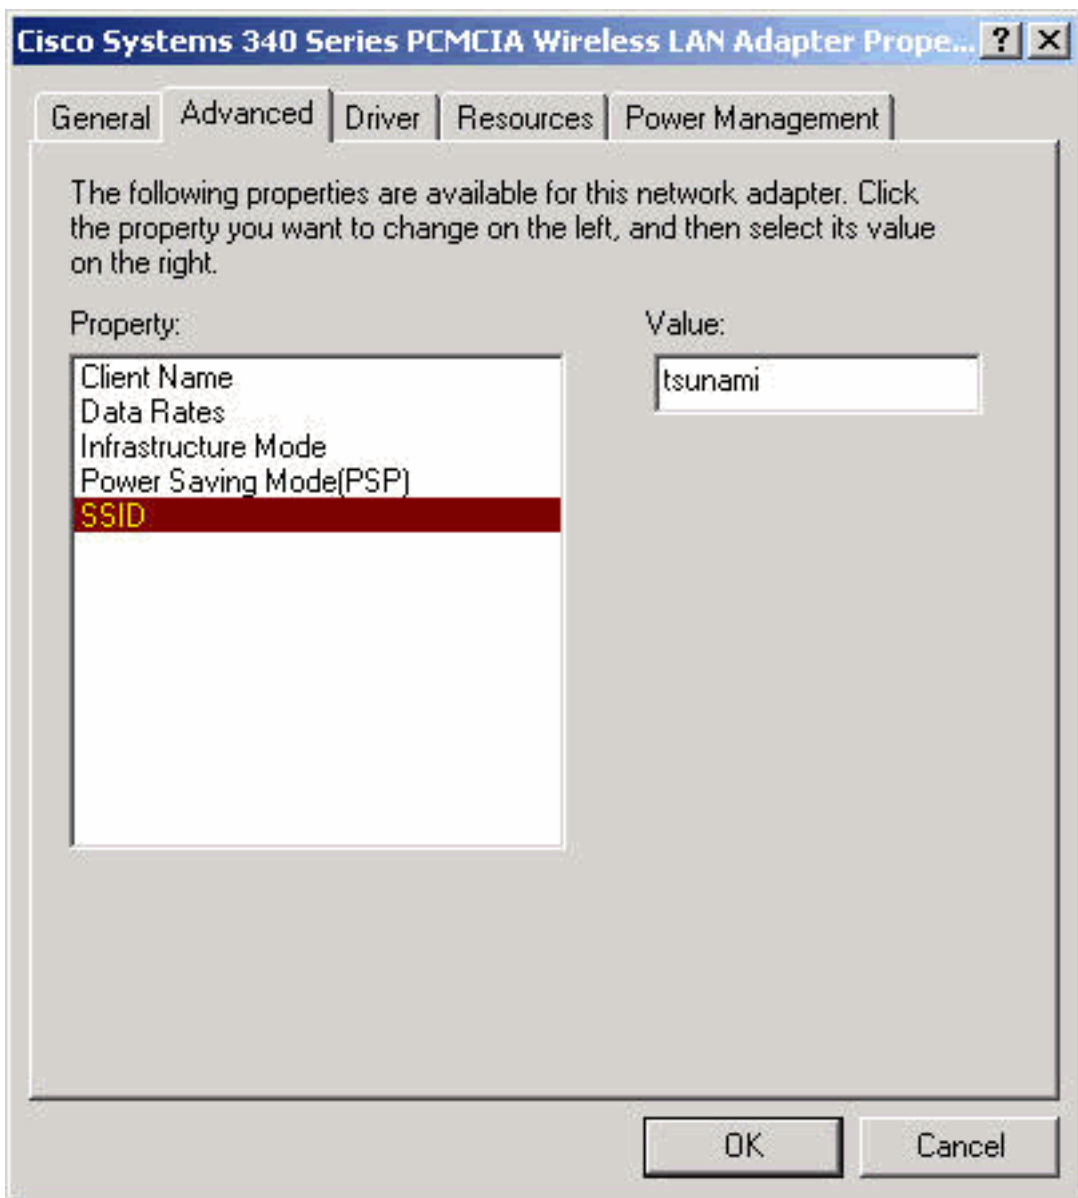 Cisco Systems 340 Series PCMCIA Wireless LAN Adapter Prope... ? X
General Advanced Driver Resources Power Management
The following properties are available for this network adapter. Click
the property you want to change on the left, and then select its value
on the right.
Property:
Client Name
Data Rates
Infrastructure Mode
Power Saving Mode(PSP)
SSID
Value:
tsunami
OK Cancel